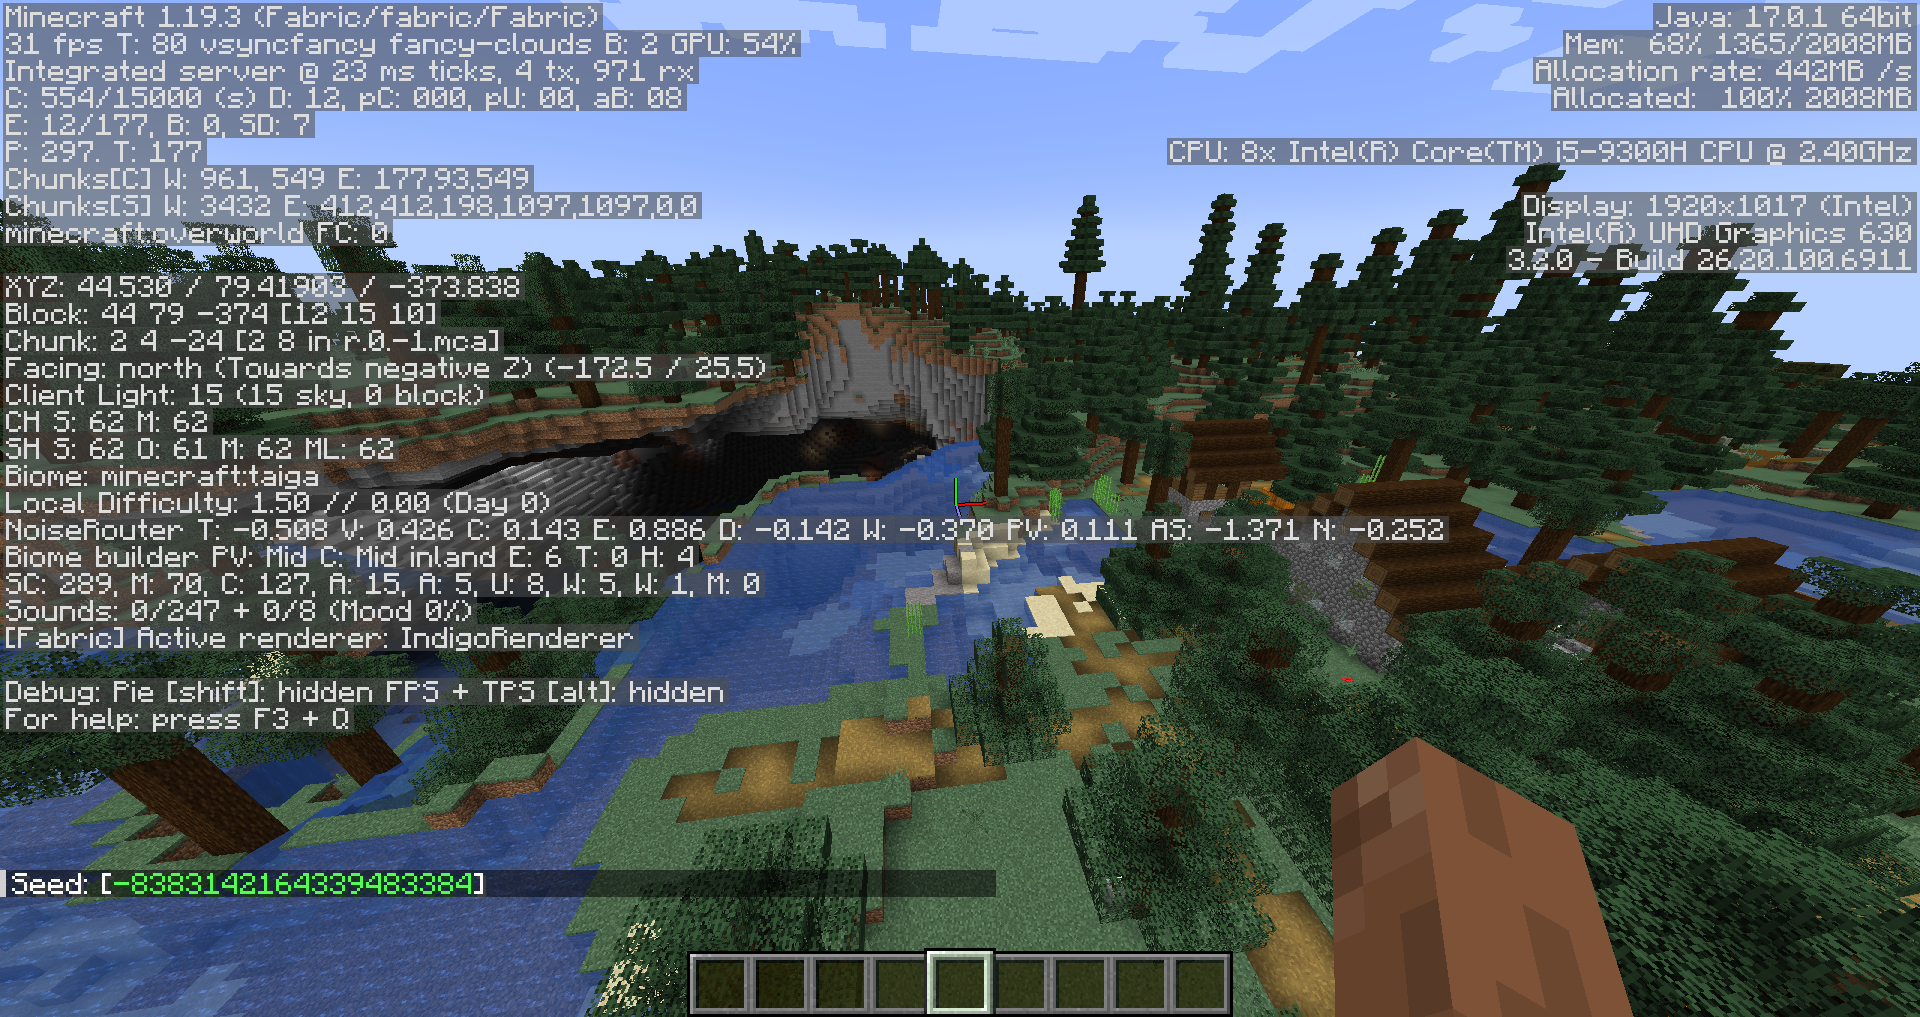 Minecraft 1.19.3 (Fabric/fabric/Fabric)
31 fps T: 80 vsyncfancy fancy-clouds B: 2 GPU: 54%
Integrated server @ 23 ms ticks, 4 tx, 971 rx
C: 554/15000 (s) D: 12, pC: 000, pU: 00, aB: 08
E: 12/177, B: 0, SD: 7
P: 297. T: 177
Chunks[C] W: 961, 549 E: 177,93,549
Chunks[S] W: 3432 E: 412,412,198,1097,1097,0,0
minecraft:overworld FC: 0
XYZ: 44.530 / 79.41903 / -373.838
Block: 44 79 -374 [12 15 10]
Chunk: 2 4 -24 [2 8 in r.0.-1.mca]
Facing: north (Towards negative Z) (-172.5 / 25.5)
Client Light: 15 (15 sky, 0 block)
CH S: 62 M: 62
SH S: 62 O: 61 M: 62 ML: 62
Biome: minecraft:taiga
Local Difficulty: 1.50 // 0.00 (Day 0)
NoiseRouter T: -0.508 W: 0.426 C: 0.143 E: 0.886 D: -0.142 W: -0.370 PV: 0.111 AS: -1.371 N: -0.252
Biome builder PV: Mid C: Mid inland E: 6 T: 0 H: 4
SC: 289, M: 70, C: 127, A: 15, A: 5, U: 8, W: 5, W: 1, M: 0
Sounds: 0/247 + 0/8 (Mood 0%)
[Fabric] Active renderer: IndigoRenderer
Debug: Pie [shift]: hidden FPS + TPS [alt]: hidden
For help: press F3 + Q
Java: 17.0.1 64bit
Mem: 68% 1365/2008MB
Allocation rate: 442MB /s
Allocated: 100% 2008MB
CPU: 8x Intel(R) Core(TM) i5-9300H CPU @ 2.40GHz
Display: 1920x1017 (Intel)
Intel(R) UHD Graphics 630
3.2.0 - Build 26.20.100.6911
Seed: [-8383142164339483384]